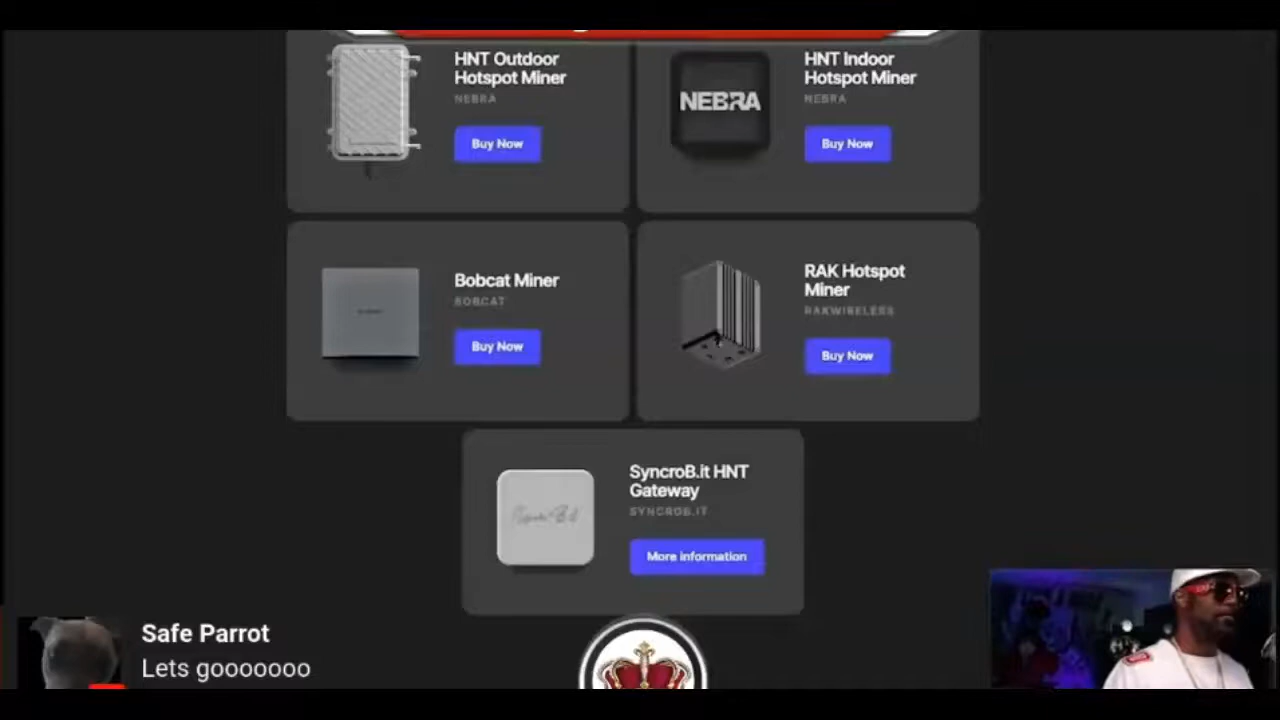 HNT Outdoor
Hotspot Miner
NEBRA
Buy Now
NEBRA
HNT Indoor
Hotspot Miner
NEBRA
Buy Now
Bobcat Miner
BOBCAT
Buy Now
RAK Hotspot
Miner
RAKWIRELESS
Buy Now
SyncroB.it HNT
Gateway
SYNCROB.IT
More information
Safe Parrot
Lets gooooooo